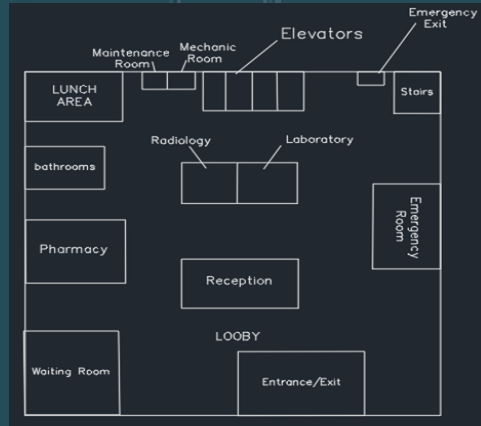 Emergency
Exit
Elevators
Maintenance
Room
Mechanic
Room
LUNCH
AREA
Stairs
Radiology
Laboratory
bathrooms
Emergency
Room
Pharmacy
Reception
LOOBY
Waiting Room
Entrance/Exit